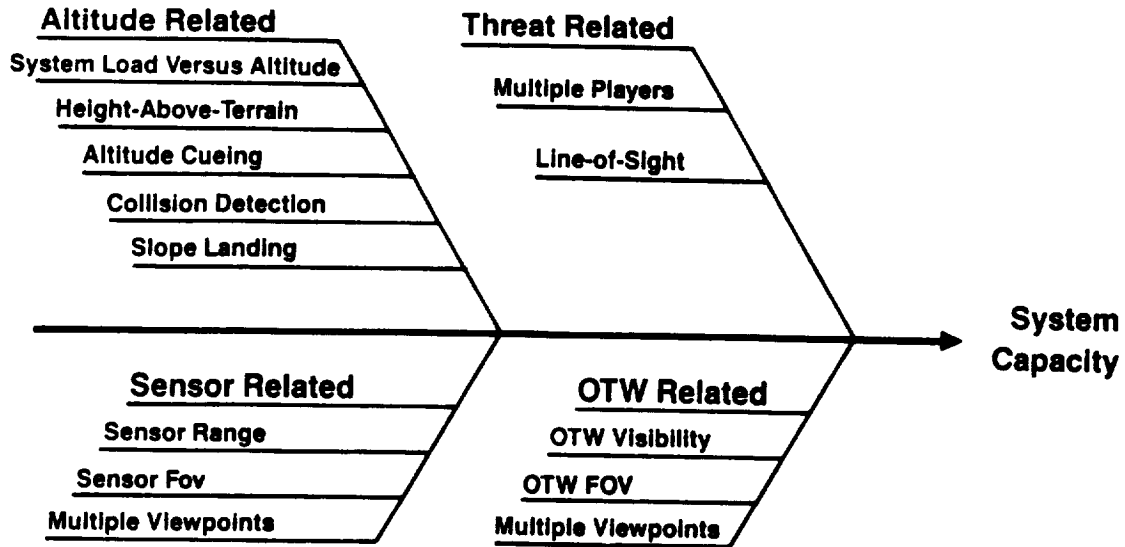 Altitude Related
System Load Versus Altitude
Height-Above-Terrain
Altitude Cueing
Collision Detection
Slope Landing
Threat Related
Multiple Players
Line-of-Sight
System
Capacity
Sensor Related
Sensor Range
Sensor Fov
Multiple Viewpoints
OTW Related
OTW Visibility
OTW FOV
Multiple Viewpoints